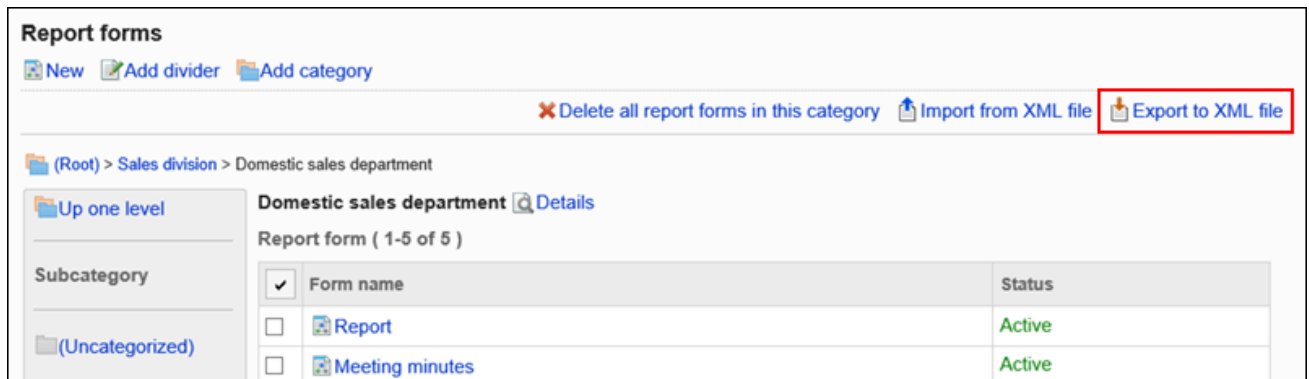 Report forms
New Add divider Add category
Delete all report forms in this category Import from XML file Export to XML file
(Root) > Sales division > Domestic sales department
Up one level
Subcategory
(Uncategorized)
Domestic sales department Details
Report form ( 1-5 of 5 )
Form name Status
Report Active
Meeting minutes Active